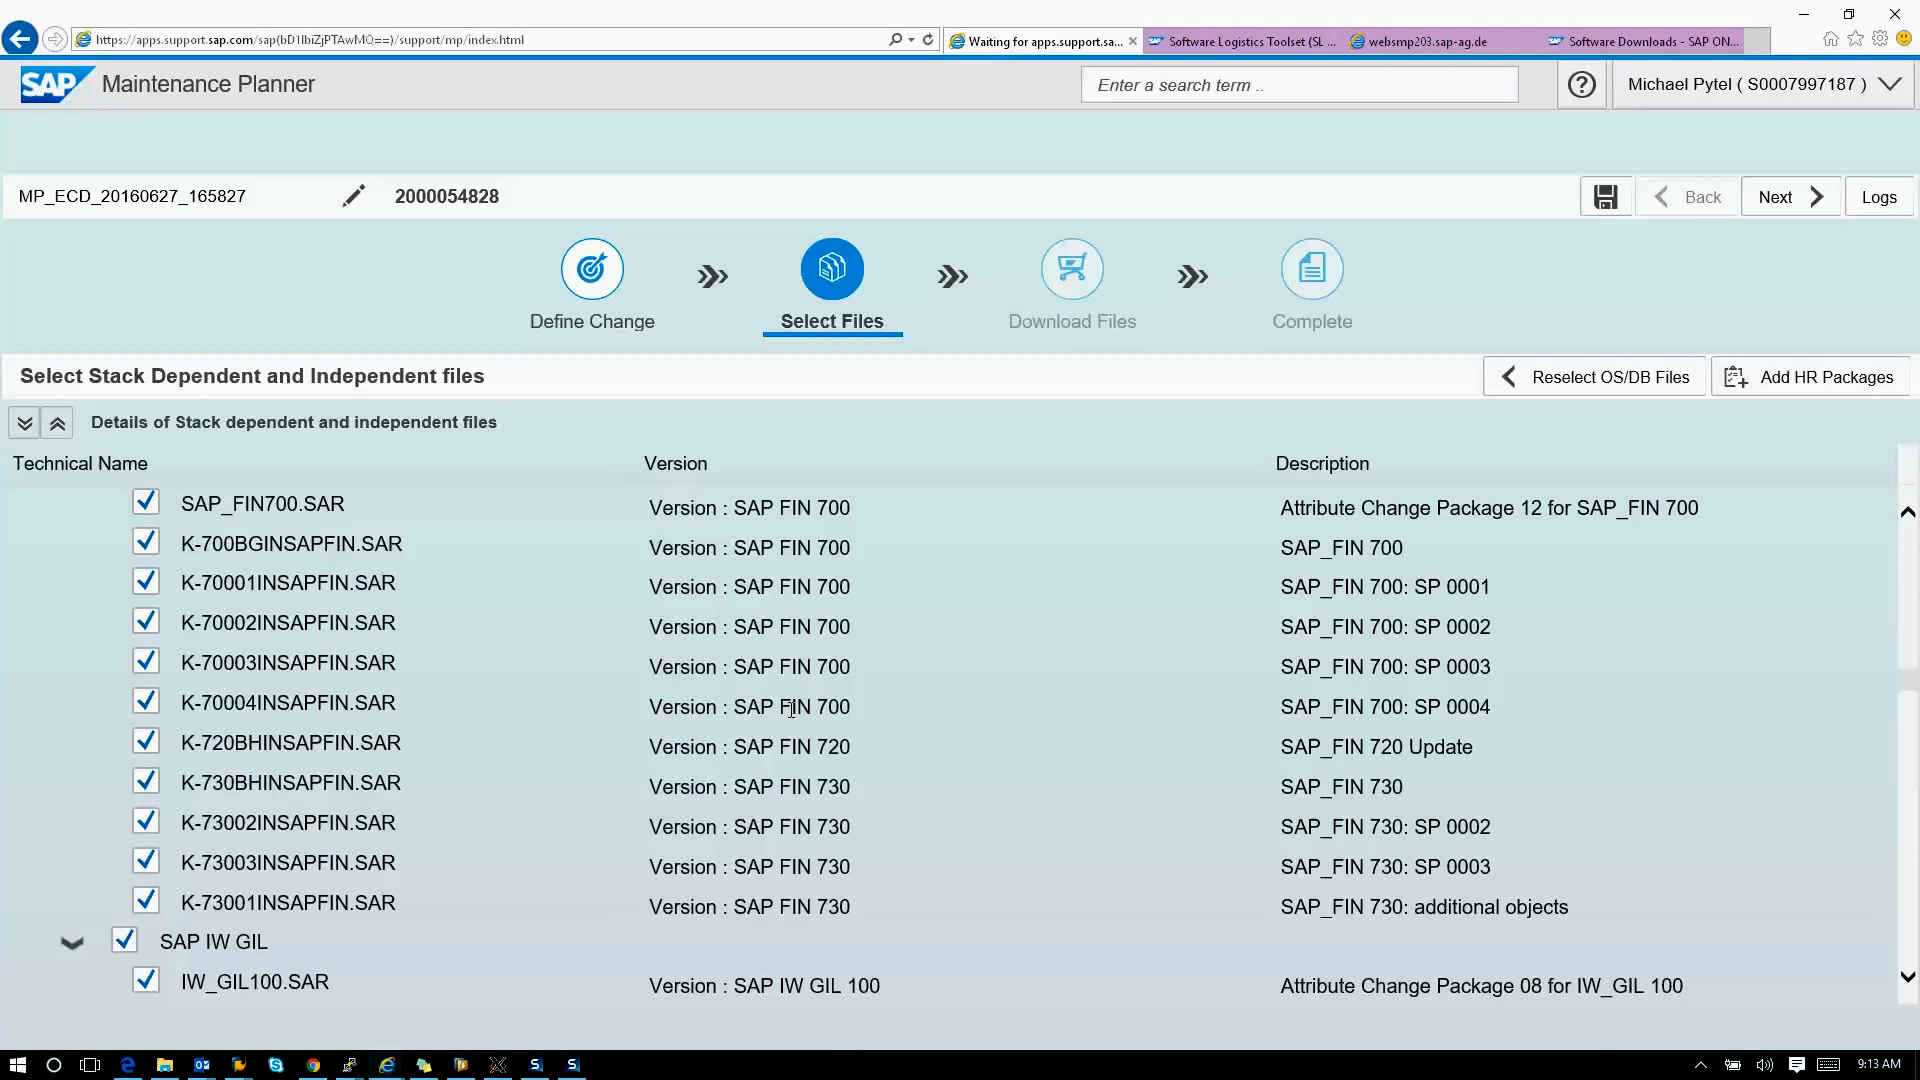 https://apps.support.sap.com/sap(bD1lbiZjPTAwMQ==)/support/mp/index.html
Waiting for apps.support.sa...
Software Logistics Toolset (SL ...
websmp203.sap-ag.de
Software Downloads - SAP ON...
SAP Maintenance Planner
Enter a search term ..
Michael Pytel ( S0007997187 )
MP_ECD_20160627_165827
2000054828
Back
Next
Logs
Define Change
Select Files
Download Files
Complete
Select Stack Dependent and Independent files
Reselect OS/DB Files
Add HR Packages
Details of Stack dependent and independent files
Technical Name Version Description
SAP_FIN700.SAR Version : SAP FIN 700 Attribute Change Package 12 for SAP_FIN 700
K-700BGINSAPFIN.SAR Version : SAP FIN 700 SAP_FIN 700
K-70001INSAPFIN.SAR Version : SAP FIN 700 SAP_FIN 700: SP 0001
K-70002INSAPFIN.SAR Version : SAP FIN 700 SAP_FIN 700: SP 0002
K-70003INSAPFIN.SAR Version : SAP FIN 700 SAP_FIN 700: SP 0003
K-70004INSAPFIN.SAR Version : SAP FIN 700 SAP_FIN 700: SP 0004
K-720BHINSAPFIN.SAR Version : SAP FIN 720 SAP_FIN 720 Update
K-730BHINSAPFIN.SAR Version : SAP FIN 730 SAP_FIN 730
K-73002INSAPFIN.SAR Version : SAP FIN 730 SAP_FIN 730: SP 0002
K-73003INSAPFIN.SAR Version : SAP FIN 730 SAP_FIN 730: SP 0003
K-73001INSAPFIN.SAR Version : SAP FIN 730 SAP_FIN 730: additional objects
SAP IW GIL
IW_GIL100.SAR Version : SAP IW GIL 100 Attribute Change Package 08 for IW_GIL 100
9:13 AM